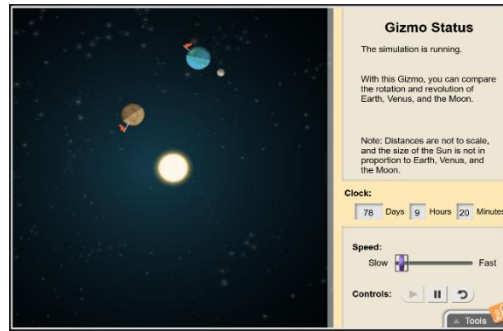 Gizmo Status
The simulation is running.
With this Gizmo, you can compare
the rotation and revolution of
Earth, Venus, and the Moon.
Note: Distances are not to scale,
and the size of the Sun is not in
proportion to Earth, Venus, and
the Moon.
Clock:
78 Days 9 Hours 20 Minutes
Speed:
Slow Fast
Controls:
Tools